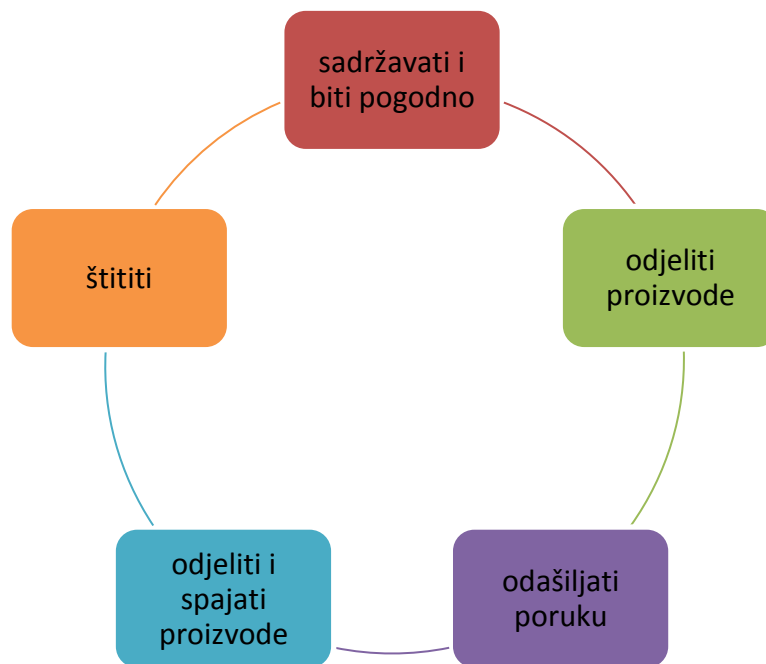 sadržavati i
biti pogodno
odjeliti
proizvode
odašiljati
poruku
odjeliti i
spajati
proizvode
štititi